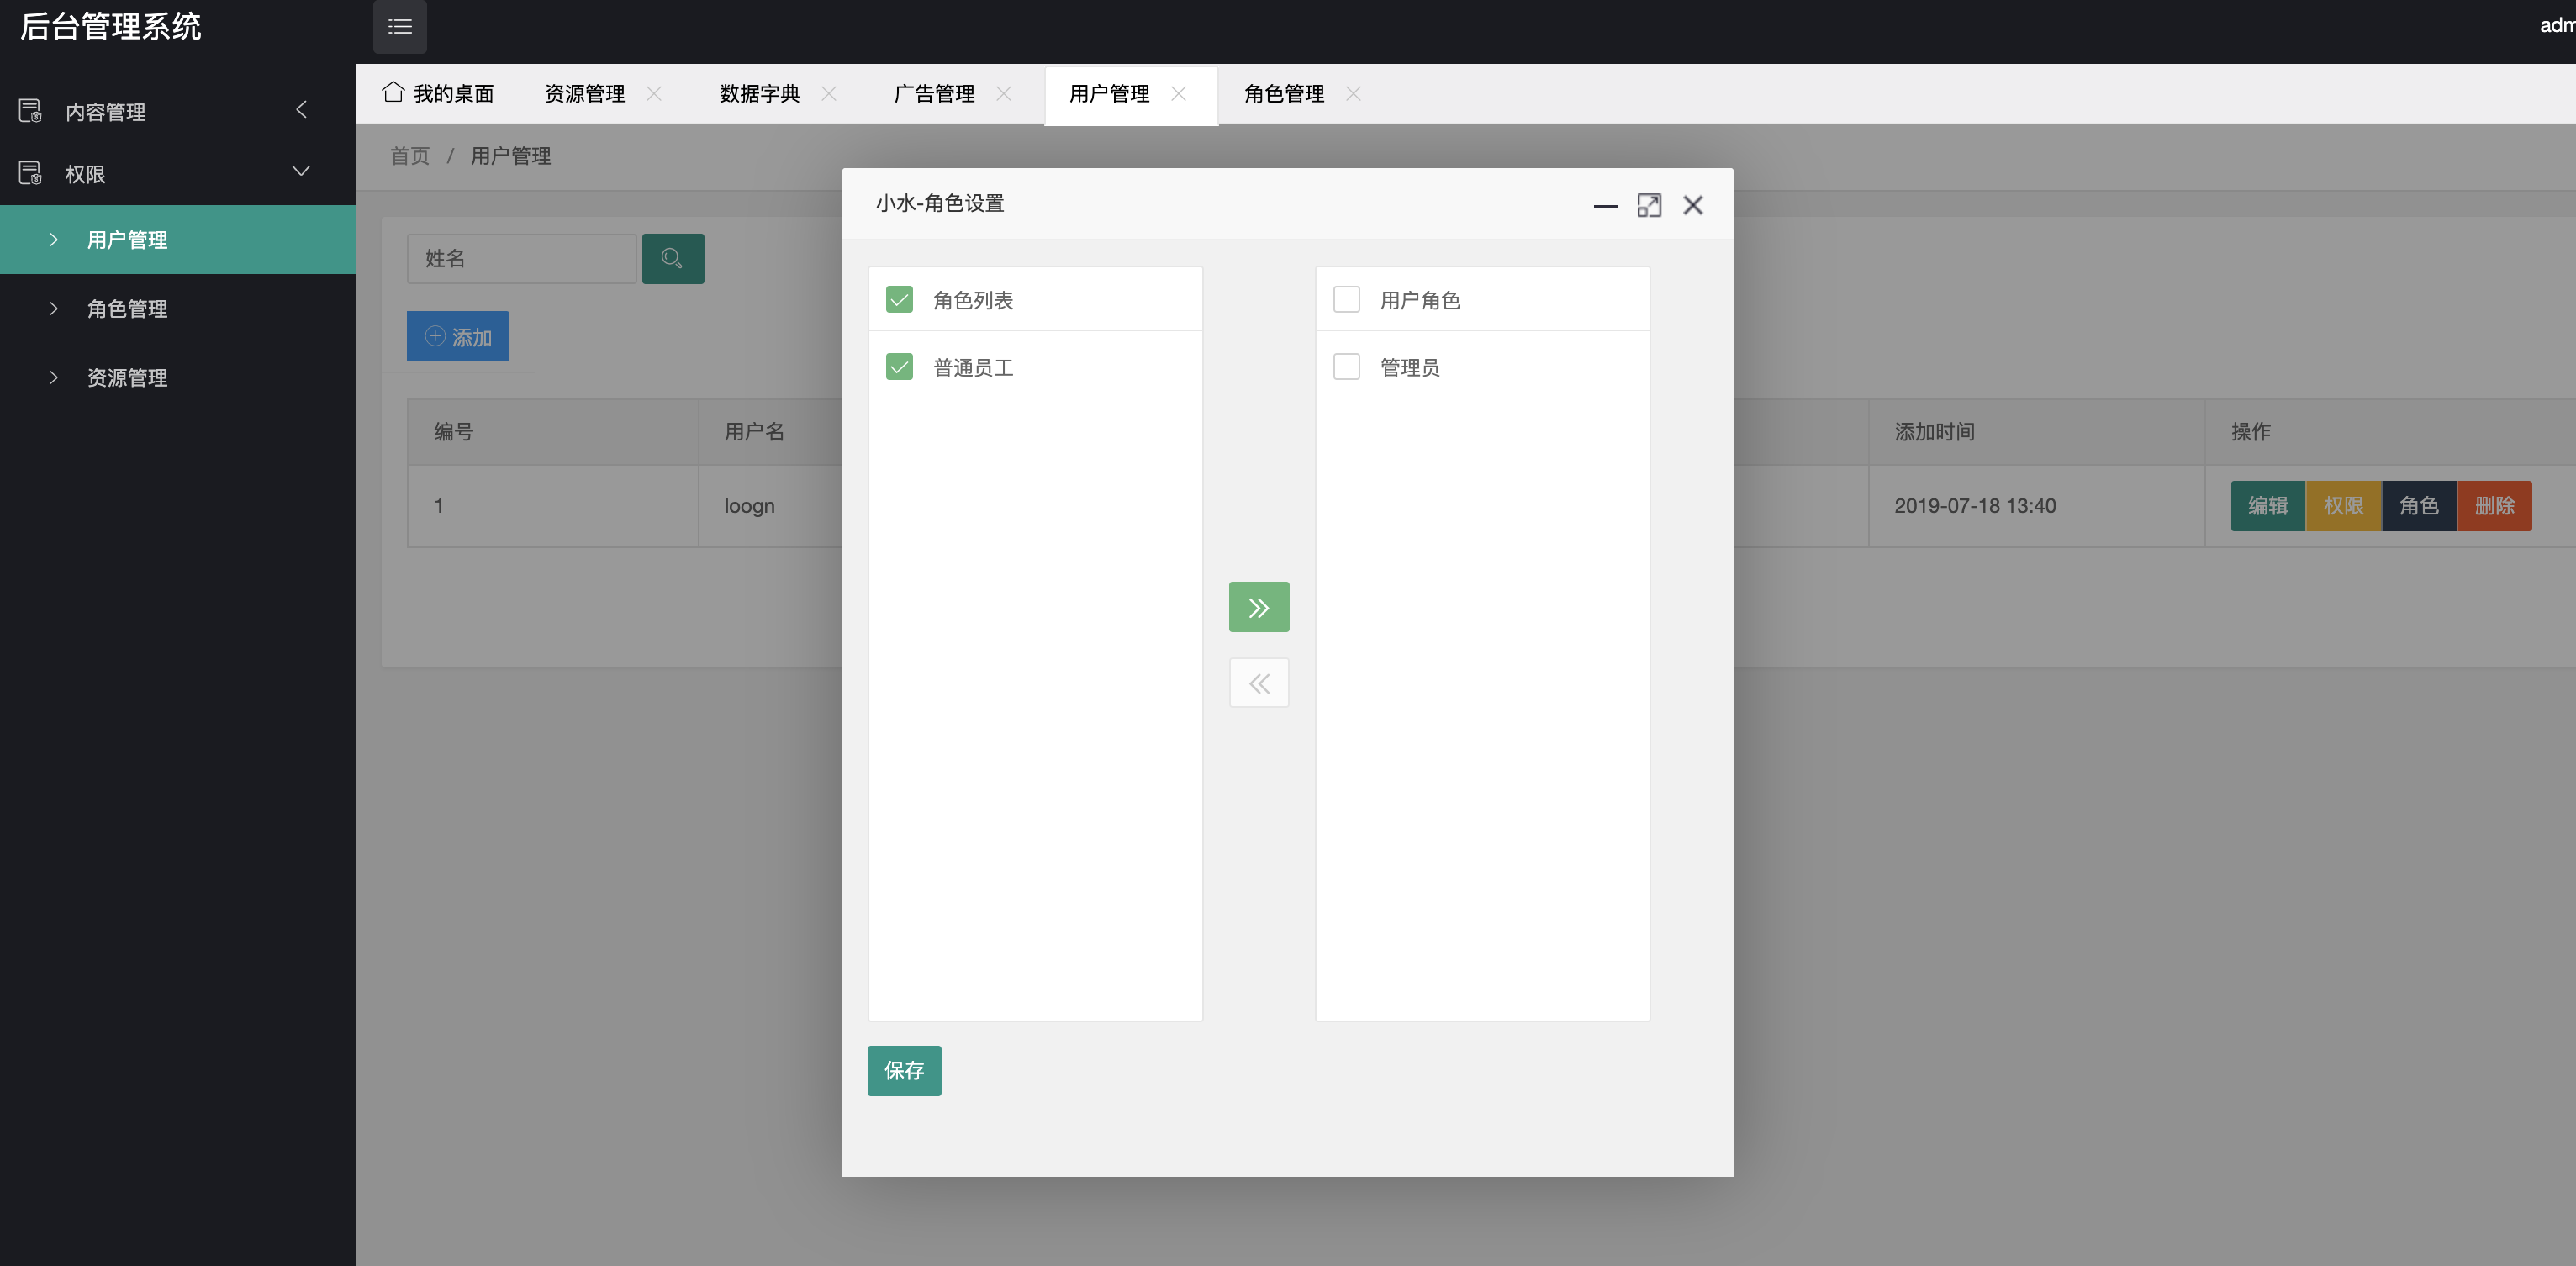 后台管理系统
adm
内容管理
权限
用户管理
角色管理
资源管理
我的桌面
资源管理
数据字典
广告管理
用户管理
角色管理
首页 / 用户管理
姓名
添加
编号
用户名
添加时间
操作
1
loogn
2019-07-18 13:40
编辑
权限
角色
删除
小水-角色设置
角色列表
普通员工
用户角色
管理员
保存